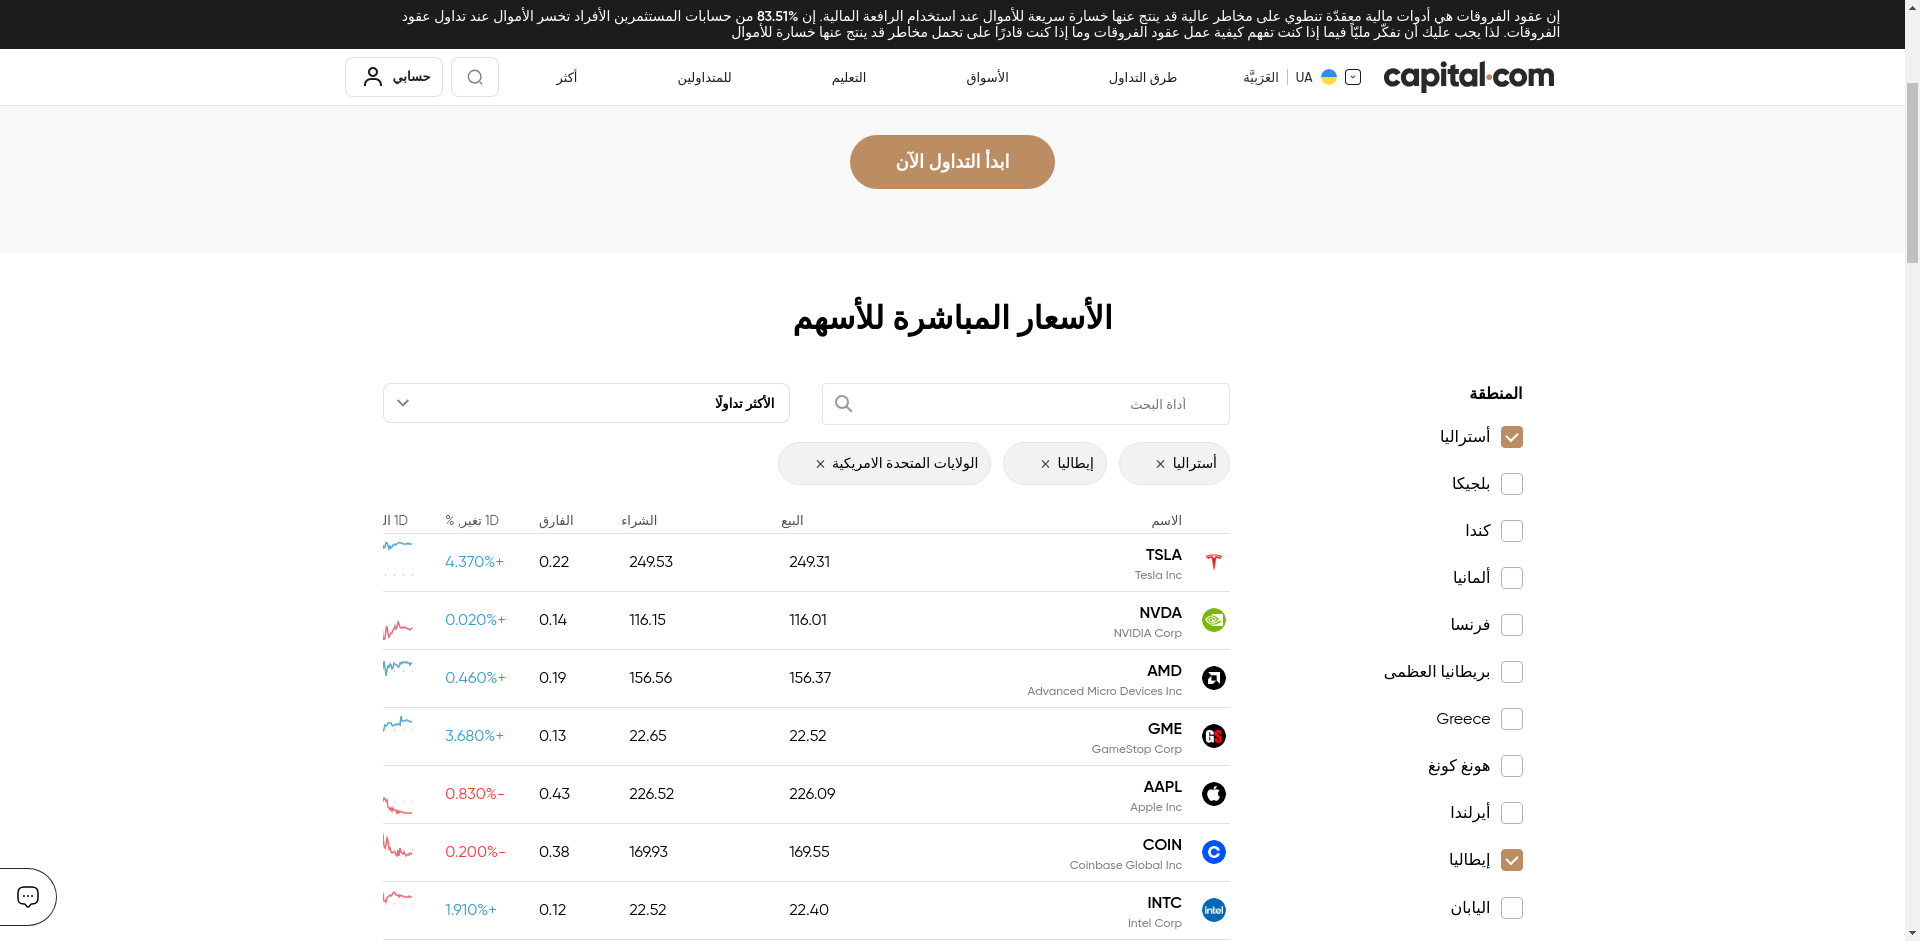 إن عقود الفروقات هي أدوات مالية معقدّة تنطوي على مخاطر عالية قد ينتج عنها خسارة سريعة للأموال عند استخدام الرافعة المالية. إن 83.51% من حسابات المستثمرين الأفراد تخسر الأموال عند تداول عقود
الفروقات. لذا يجب عليك أن تفكّر مليّاً فيما إذا كنت تفهم كيفية عمل عقود الفروقات وما إذا كنت قادرًا على تحمل مخاطر قد ينتج عنها خسارة للأموال
capital.com
UA
العَرَبِيَّة
طرق التداول
الأسواق
التعليم
للمتداولين
أكثر
حسابي
ابدأ التداول الآن
الأسعار المباشرة للأسهم
المنطقة
أستراليا
بلجيكا
كندا
ألمانيا
فرنسا
بريطانيا العظمى
Greece
هونغ كونغ
أيرلندا
إيطاليا
اليابان
أداة البحث
الأكثر تداولًا
أستراليا ×
إيطاليا ×
الولايات المتحدة الامريكية ×
الاسم البيع الشراء الفارق 1D تغير, % 1D ال
TSLA 249.31 249.53 0.22 4.370%+
Tesla Inc
NVDA 116.01 116.15 0.14 0.020%+
NVIDIA Corp
AMD 156.37 156.56 0.19 0.460%+
Advanced Micro Devices Inc
GME 22.52 22.65 0.13 3.680%+
GameStop Corp
AAPL 226.09 226.52 0.43 0.830%-
Apple Inc
COIN 169.55 169.93 0.38 0.200%-
Coinbase Global Inc
intel INTC 22.40 22.52 0.12 1.910%+
Intel Corp